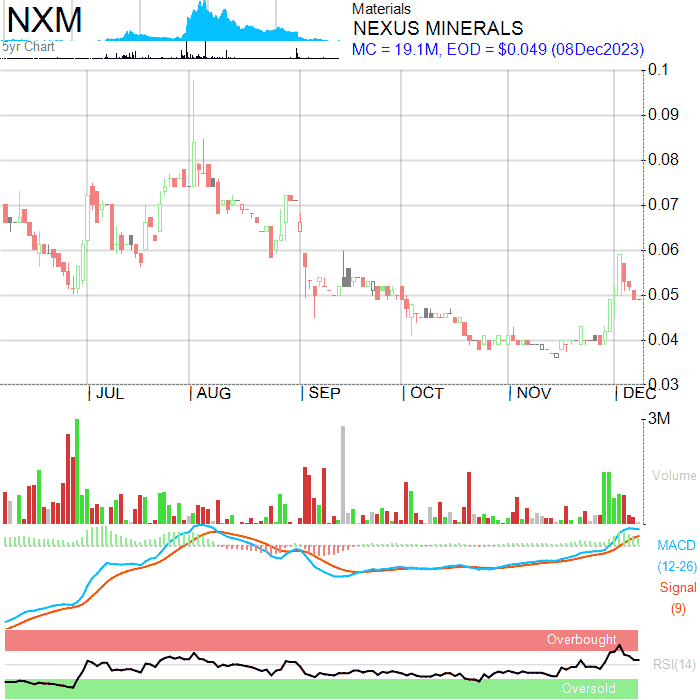 NXM
5yr Chart
Materials
NEXUS MINERALS
MC = 19.1M, EOD = $0.049 (08Dec2023)
0.1
0.09
0.08
0.07
0.06
0.05
0.04
0.03
JUL AUG SEP OCT NOV DEC
3M
Volume
MACD
(12-26)
Signal
(9)
Overbought
RSI(14)
Oversold